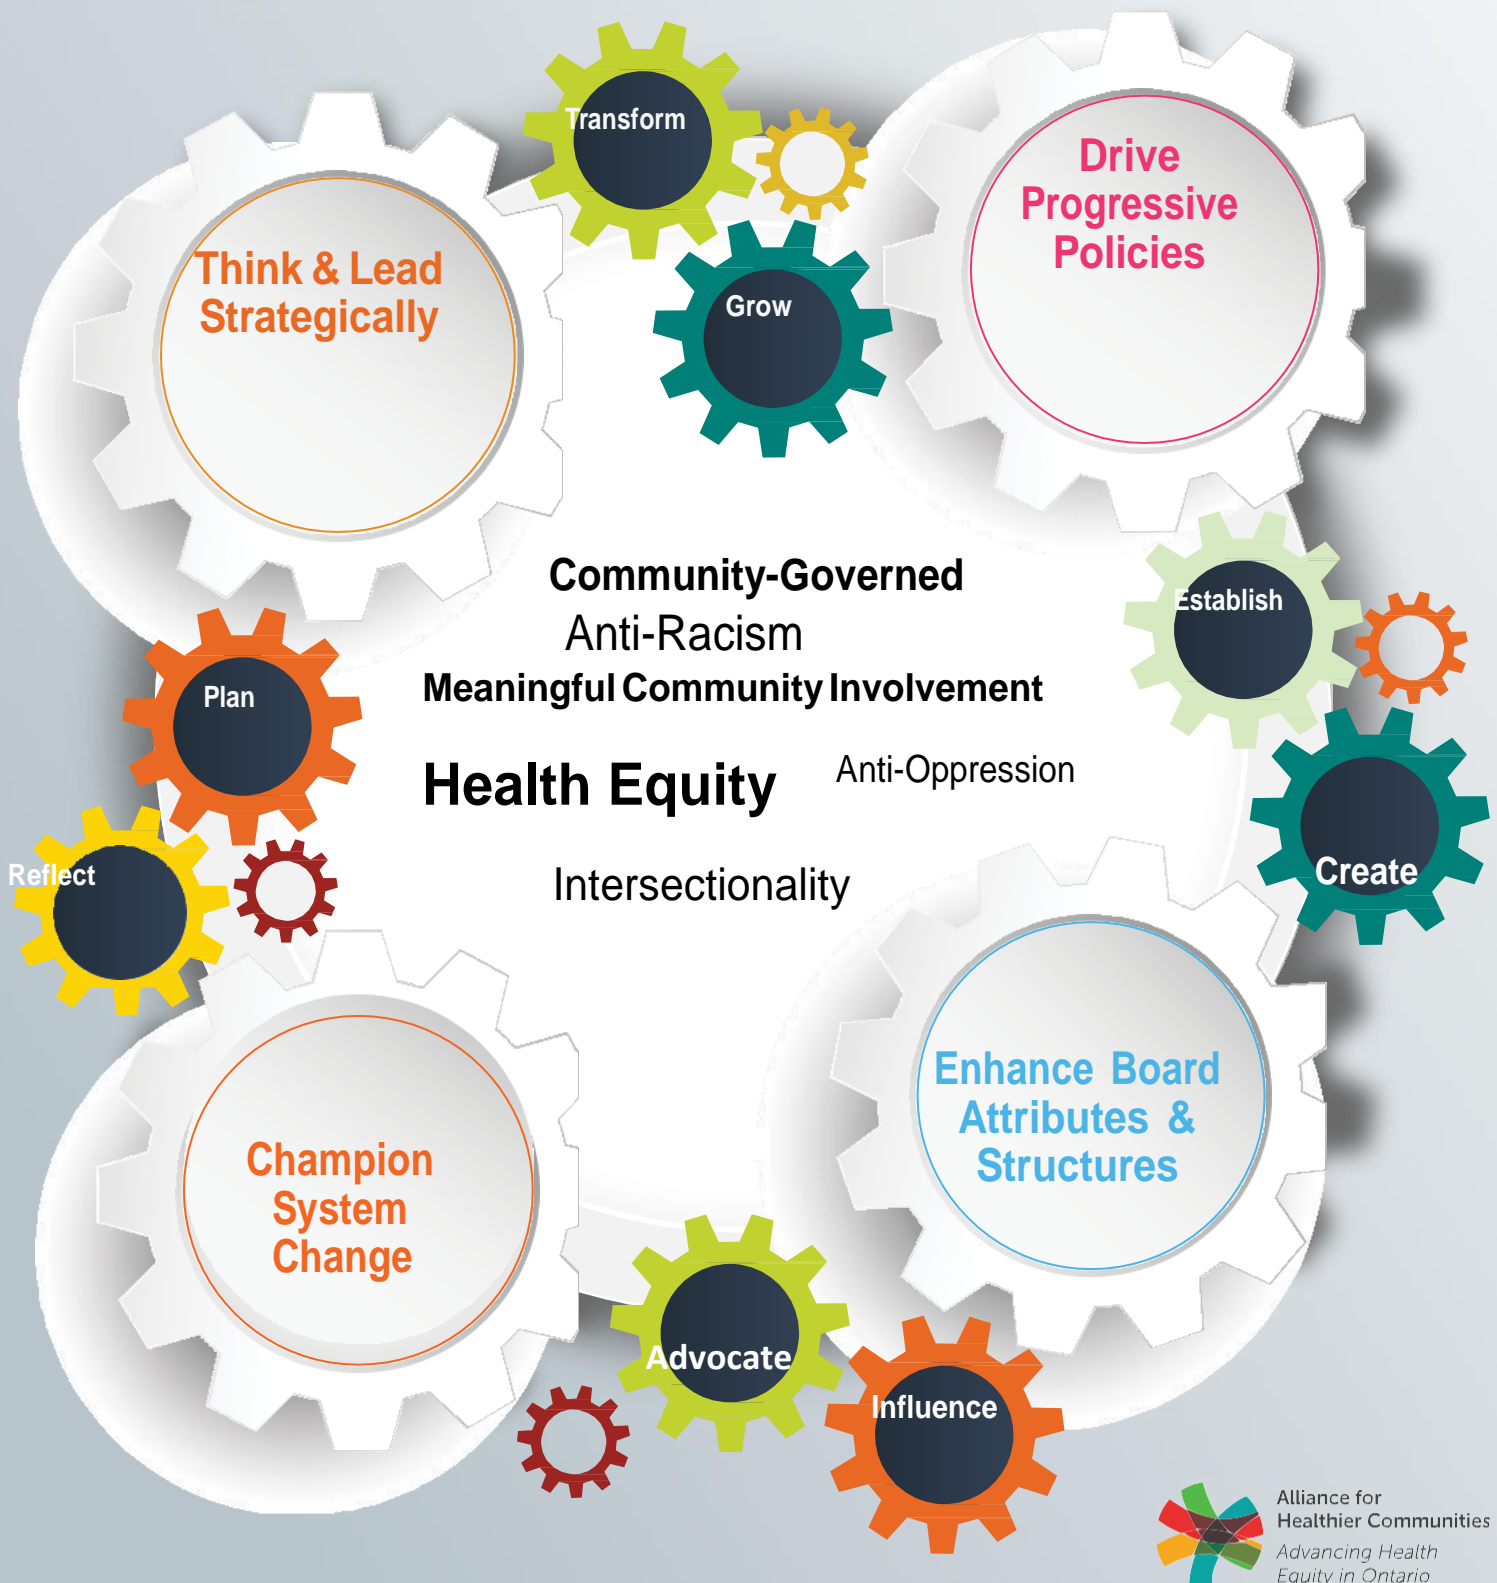 Transform
Drive
Progressive
Policies
Think & Lead
Strategically
Grow
Community-Governed
Anti-Racism
Meaningful Community Involvement
Establish
Plan
Health Equity
Anti-Oppression
Create
Reflect
Intersectionality
Enhance Board
Attributes &
Structures
Champion
System
Change
Advocate
Influence
Alliance for
Healthier Communities
Advancing Health
Equity in Ontario